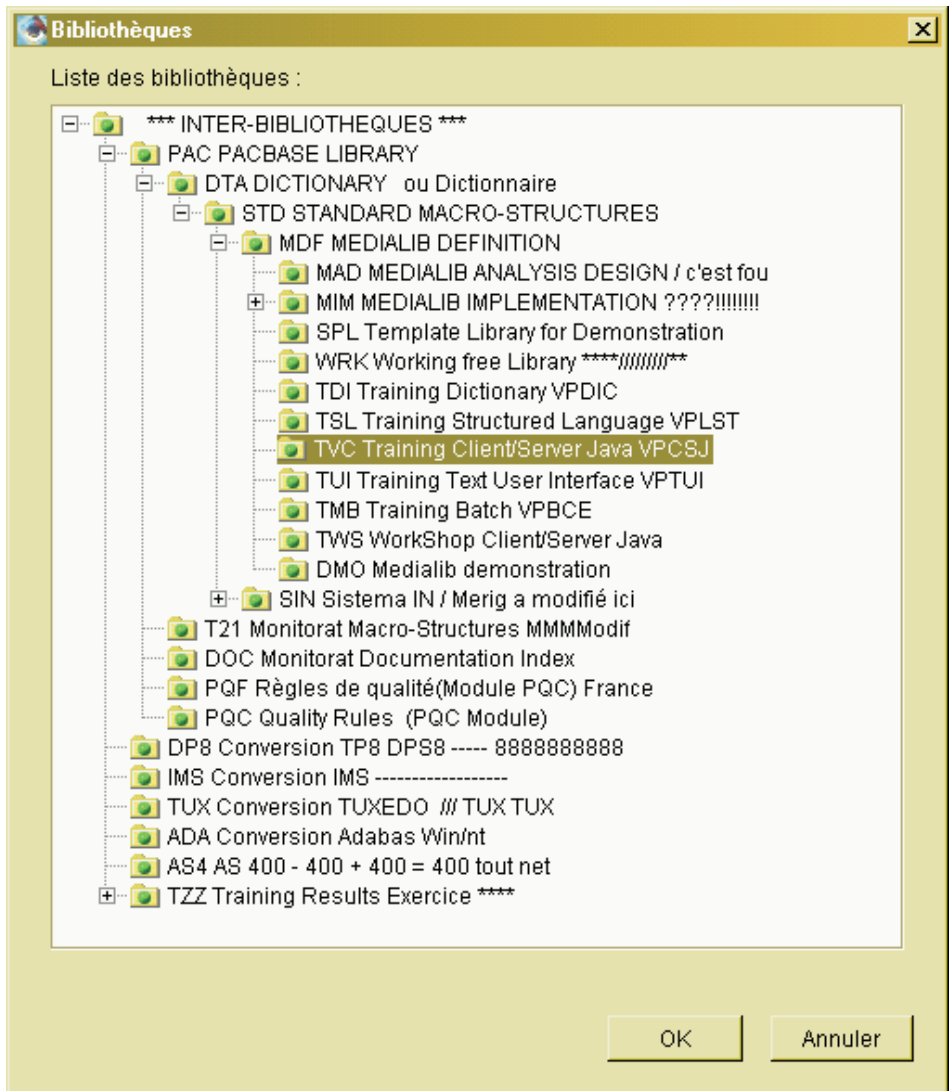 Bibliothèques
Liste des bibliothèques :
*** INTER-BIBLIOTHEQUES ***
PAC PACBASE LIBRARY
DTA DICTIONARY ou Dictionnaire
STD STANDARD MACRO-STRUCTURES
MDF MEDIALIB DEFINITION
MAD MEDIALIB ANALYSIS DESIGN / c'est fou
MIM MEDIALIB IMPLEMENTATION ????!!!!!!!!
SPL Template Library for Demonstration
WRK Working free Library ****/////////**
TDI Training Dictionary VPDIC
TSL Training Structured Language VPLST
TVC Training Client/Server Java VPCSJ
TUI Training Text User Interface VPTUI
TMB Training Batch VPBCE
TWS WorkShop Client/Server Java
DMO Medialib demonstration
SIN Sistema IN / Merig a modifié ici
T21 Monitorat Macro-Structures MMMModif
DOC Monitorat Documentation Index
PQF Règles de qualité(Module PQC) France
PQC Quality Rules (PQC Module)
DP8 Conversion TP8 DPS8 ----- 8888888888
IMS Conversion IMS ------------------
TUX Conversion TUXEDO /// TUX TUX
ADA Conversion Adabas Win/nt
AS4 AS 400 - 400 + 400 = 400 tout net
TZZ Training Results Exercice ****
OK Annuler